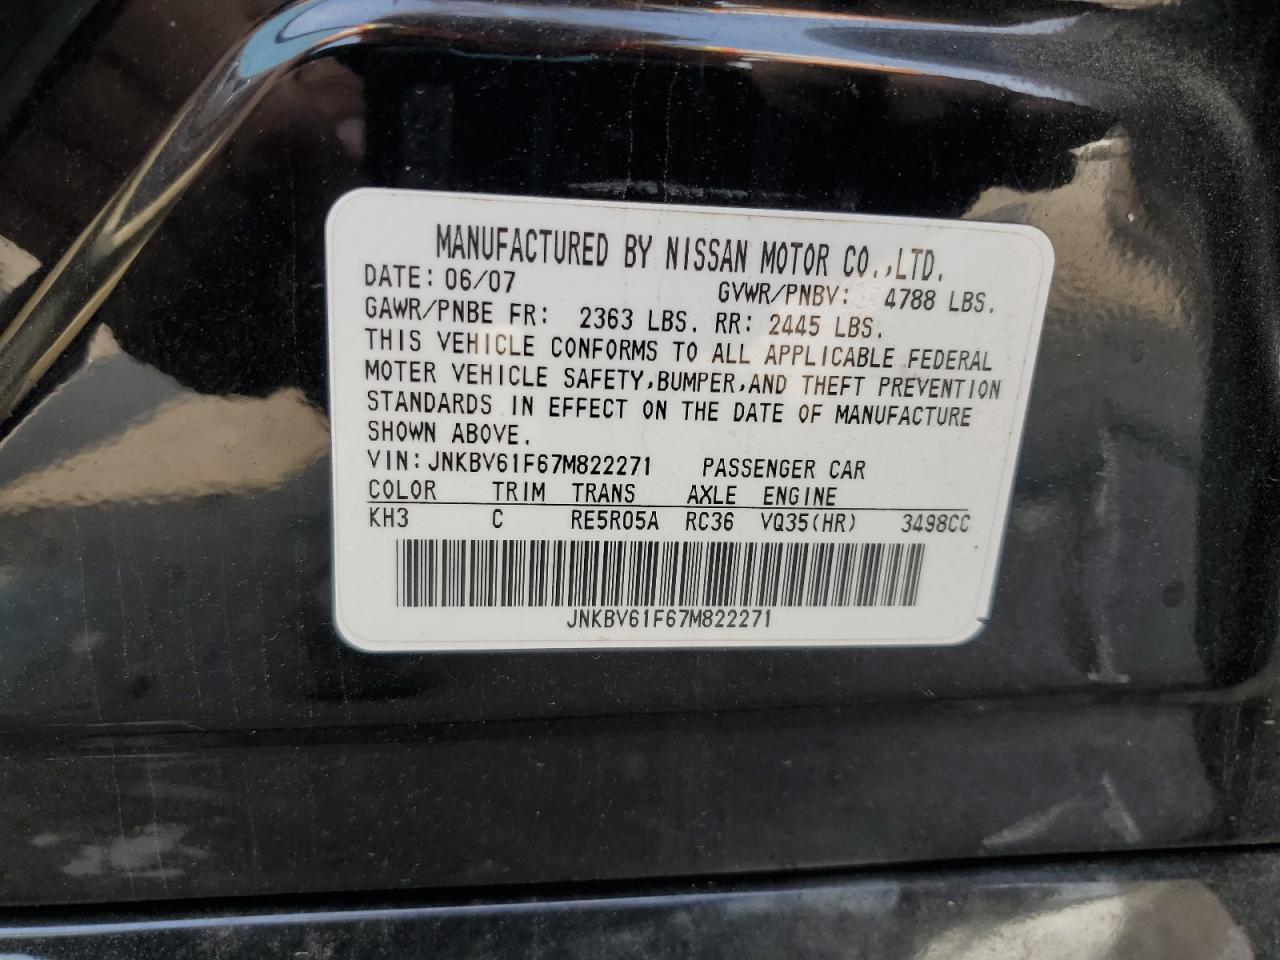 MANUFACTURED BY NISSAN MOTOR CO.,LTD.
DATE: 06/07 GVWR/PNBV: 4788 LBS.
GAWR/PNBE FR: 2363 LBS. RR: 2445 LBS.
THIS VEHICLE CONFORMS TO ALL APPLICABLE FEDERAL
MOTER VEHICLE SAFETY,BUMPER,AND THEFT PREVENTION
STANDARDS IN EFFECT ON THE DATE OF MANUFACTURE
SHOWN ABOVE.
VIN: JNKBV61F67M822271 PASSENGER CAR
COLOR TRIM TRANS AXLE ENGINE
KH3 C RE5R05A RC36 VQ35(HR) 3498CC
JNKBV61F67M822271